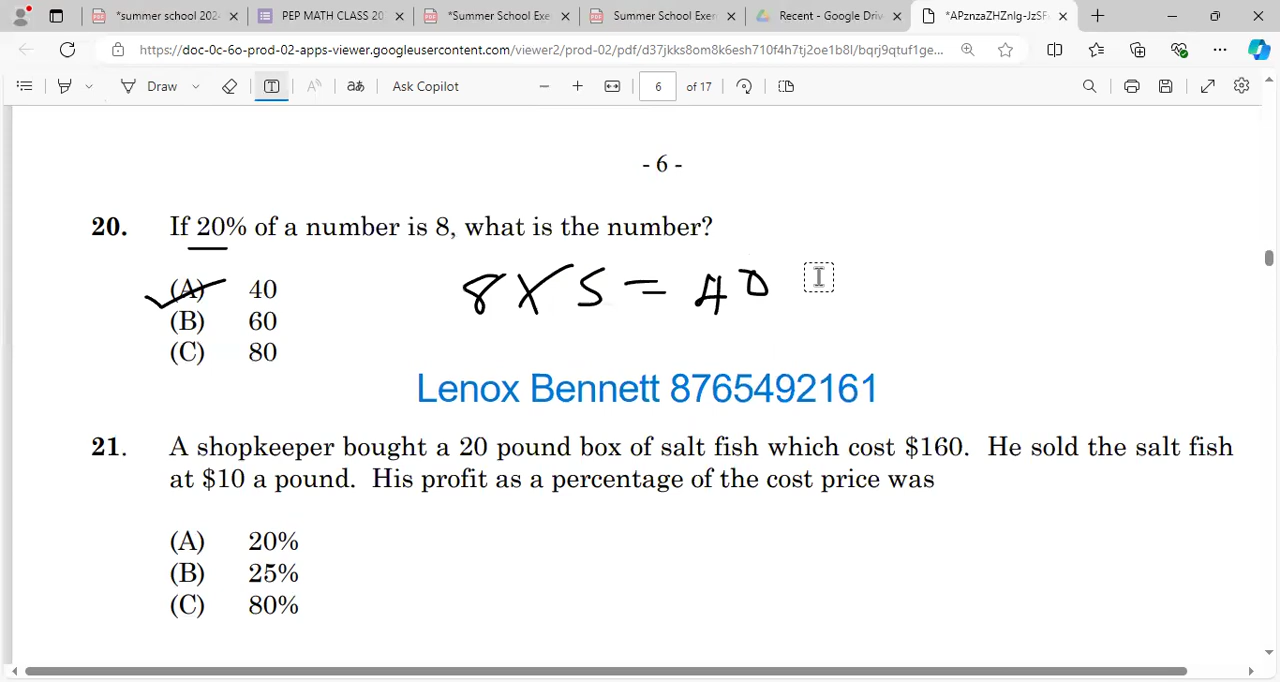 *summer school 202
PEP MATH CLASS 20
*Summer School Exe
Summer School Exer
Recent - Google Driv
*APznzaZHZnlg-JzSF
https://doc-0c-6o-prod-02-apps-viewer.googleusercontent.com/viewer2/prod-02/pdf/d37jkks8om8k6esh710f4h7tj2oe1b8l/bqrj9qtuf1ge...
Draw
aあ
Ask Copilot
6 of 17
- 6 -
20. If 20% of a number is 8, what is the number?
(A) 40
(B) 60
(C) 80
8 X 5 = 40
Lenox Bennett 8765492161
21. A shopkeeper bought a 20 pound box of salt fish which cost $160. He sold the salt fish
at $10 a pound. His profit as a percentage of the cost price was
(A) 20%
(B) 25%
(C) 80%